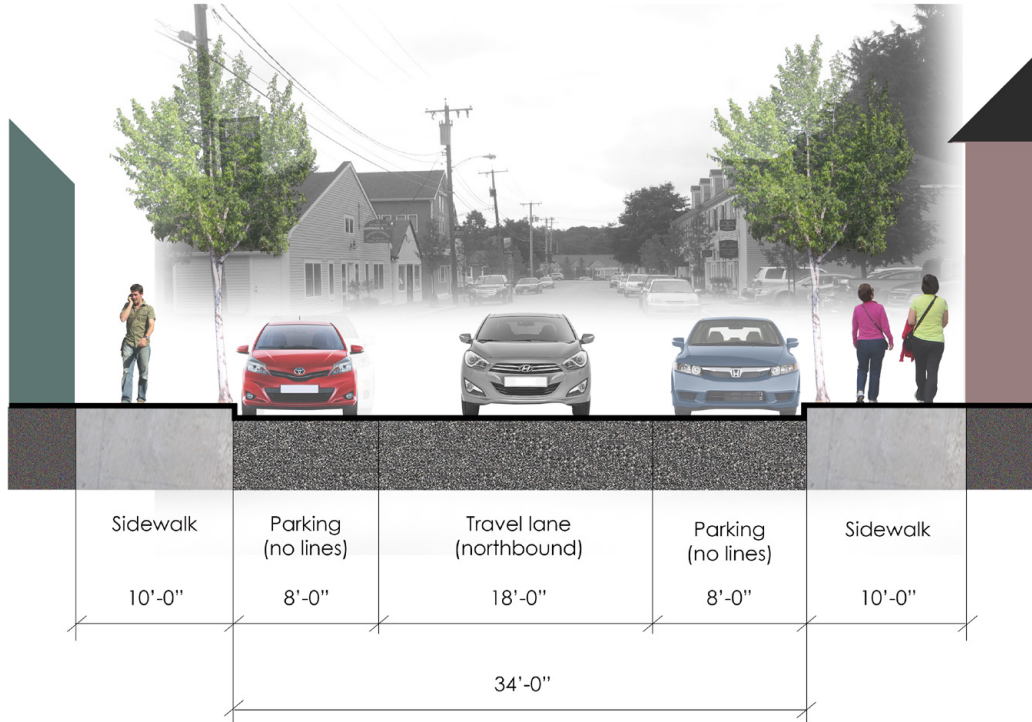 Sidewalk
Parking
(no lines)
Travel lane
(northbound)
Parking
(no lines)
Sidewalk
10’-0”
8’-0”
18’-0”
8’-0”
10’-0”
34’-0”